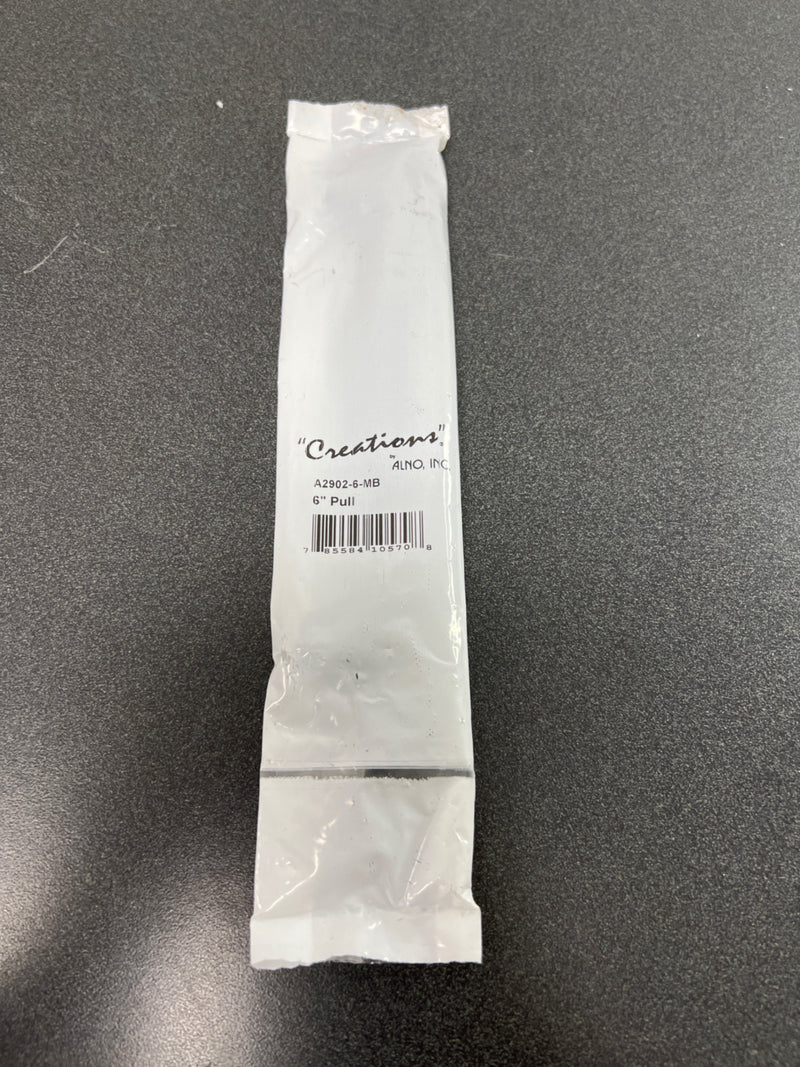 "Creations"
by
ALNO, INC.
A2902-6-MB
6" Pull
7 85584 10570 8